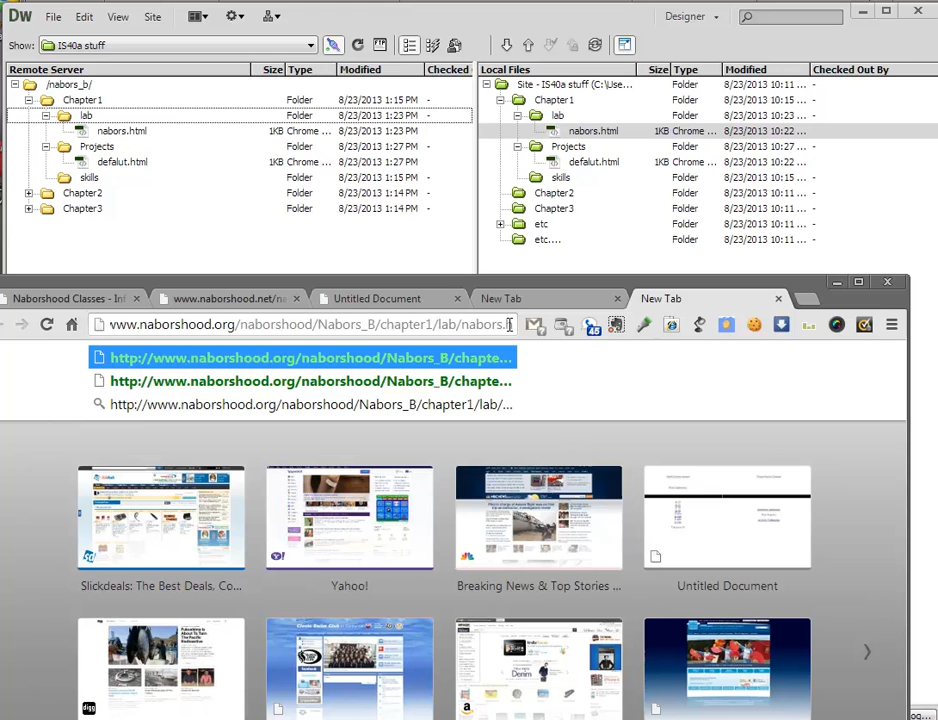 Dw File Edit View Site Designer
Show: IS40a stuff
Remote Server Size Type Modified Checked
Local Files Size Type Modified Checked Out By
/nabors_b/
Site - IS40a stuff (C:\Use... Folder 8/23/2013 10:11 ... -
Chapter1 Folder 8/23/2013 1:15 PM -
Chapter1 Folder 8/23/2013 10:15 ... -
lab Folder 8/23/2013 1:23 PM -
lab Folder 8/23/2013 10:23 ... -
nabors.html 1KB Chrome ... 8/23/2013 1:23 PM -
nabors.html 1KB Chrome ... 8/23/2013 10:22 ... -
Projects Folder 8/23/2013 1:27 PM -
Projects Folder 8/23/2013 10:27 ... -
defalut.html 1KB Chrome ... 8/23/2013 1:27 PM -
defalut.html 1KB Chrome ... 8/23/2013 10:22 ... -
skills Folder 8/23/2013 1:15 PM -
skills Folder 8/23/2013 10:15 ... -
Chapter2 Folder 8/23/2013 1:14 PM -
Chapter2 Folder 8/23/2013 10:11 ... -
Chapter3 Folder 8/23/2013 1:14 PM -
Chapter3 Folder 8/23/2013 10:11 ... -
etc Folder 8/23/2013 10:11 ... -
etc.... Folder 8/23/2013 10:11 ... -
Naborshood Classes - Inf www.naborshood.net/na Untitled Document New Tab New Tab
www.naborshood.org/naborshood/Nabors_B/chapter1/lab/nabors.
45
http://www.naborshood.org/naborshood/Nabors_B/chapte...
http://www.naborshood.org/naborshood/Nabors_B/chapte...
http://www.naborshood.org/naborshood/Nabors_B/chapter1/lab/...
Slickdeals: The Best Deals, Co... Yahoo! Breaking News & Top Stories ... Untitled Document
digg